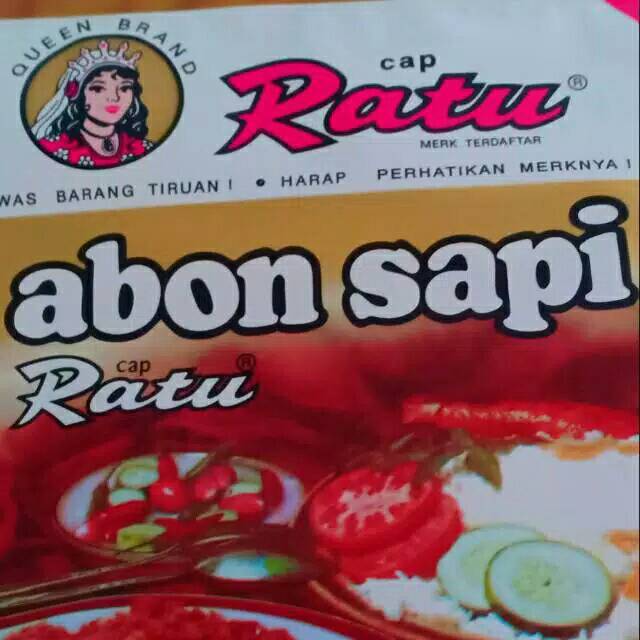 QUEEN BRAND
cap
Ratu®
MERK TERDAFTAR
WAS BARANG TIRUAN! • HARAP PERHATIKAN MERKNYA!
abon sapi
cap
Ratu®